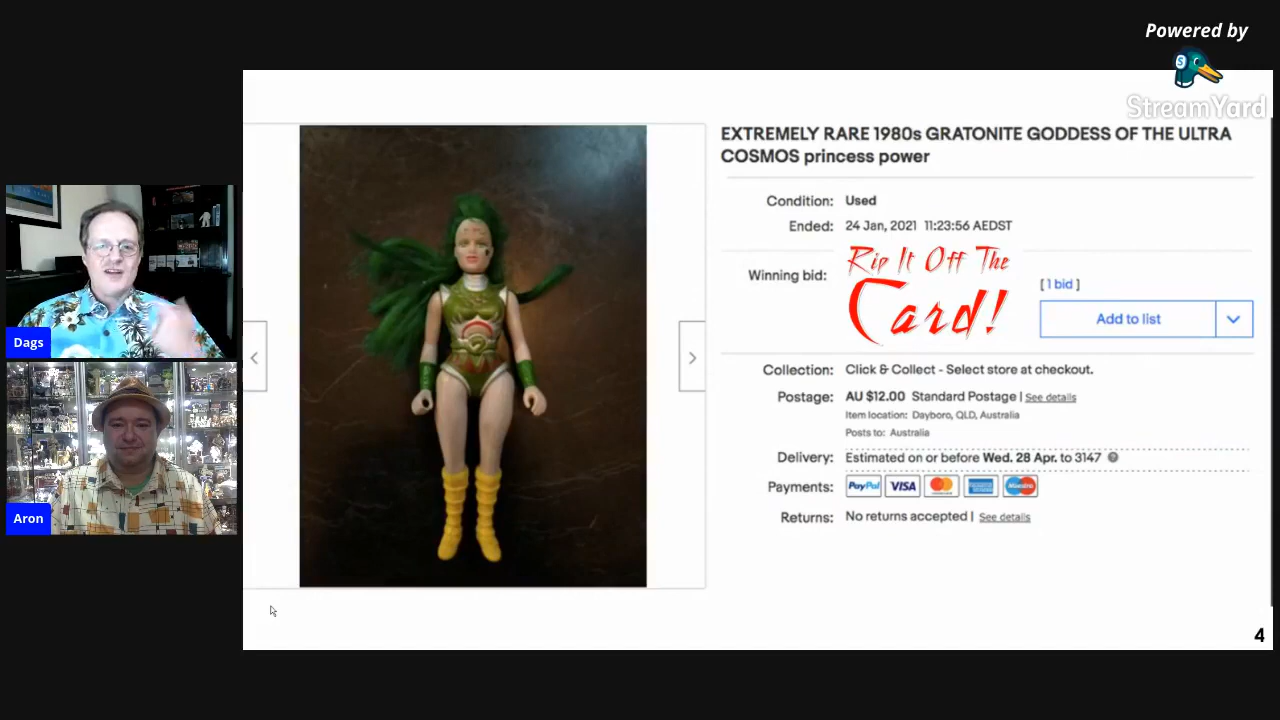 Powered by
StreamYard
EXTREMELY RARE 1980s GRATONITE GODDESS OF THE ULTRA
COSMOS princess power
Condition: Used
Ended: 24 Jan, 2021 11:23:56 AEDST
Winning bid: Rip It Off The Card! [ 1 bid ]
Add to list
Collection: Click & Collect - Select store at checkout.
Postage: AU $12.00 Standard Postage | See details
Item location: Dayboro, QLD, Australia
Posts to: Australia
Delivery: Estimated on or before Wed. 28 Apr. to 3147
Payments: PayPal VISA Maestro
Returns: No returns accepted | See details
Dags
Aron
4